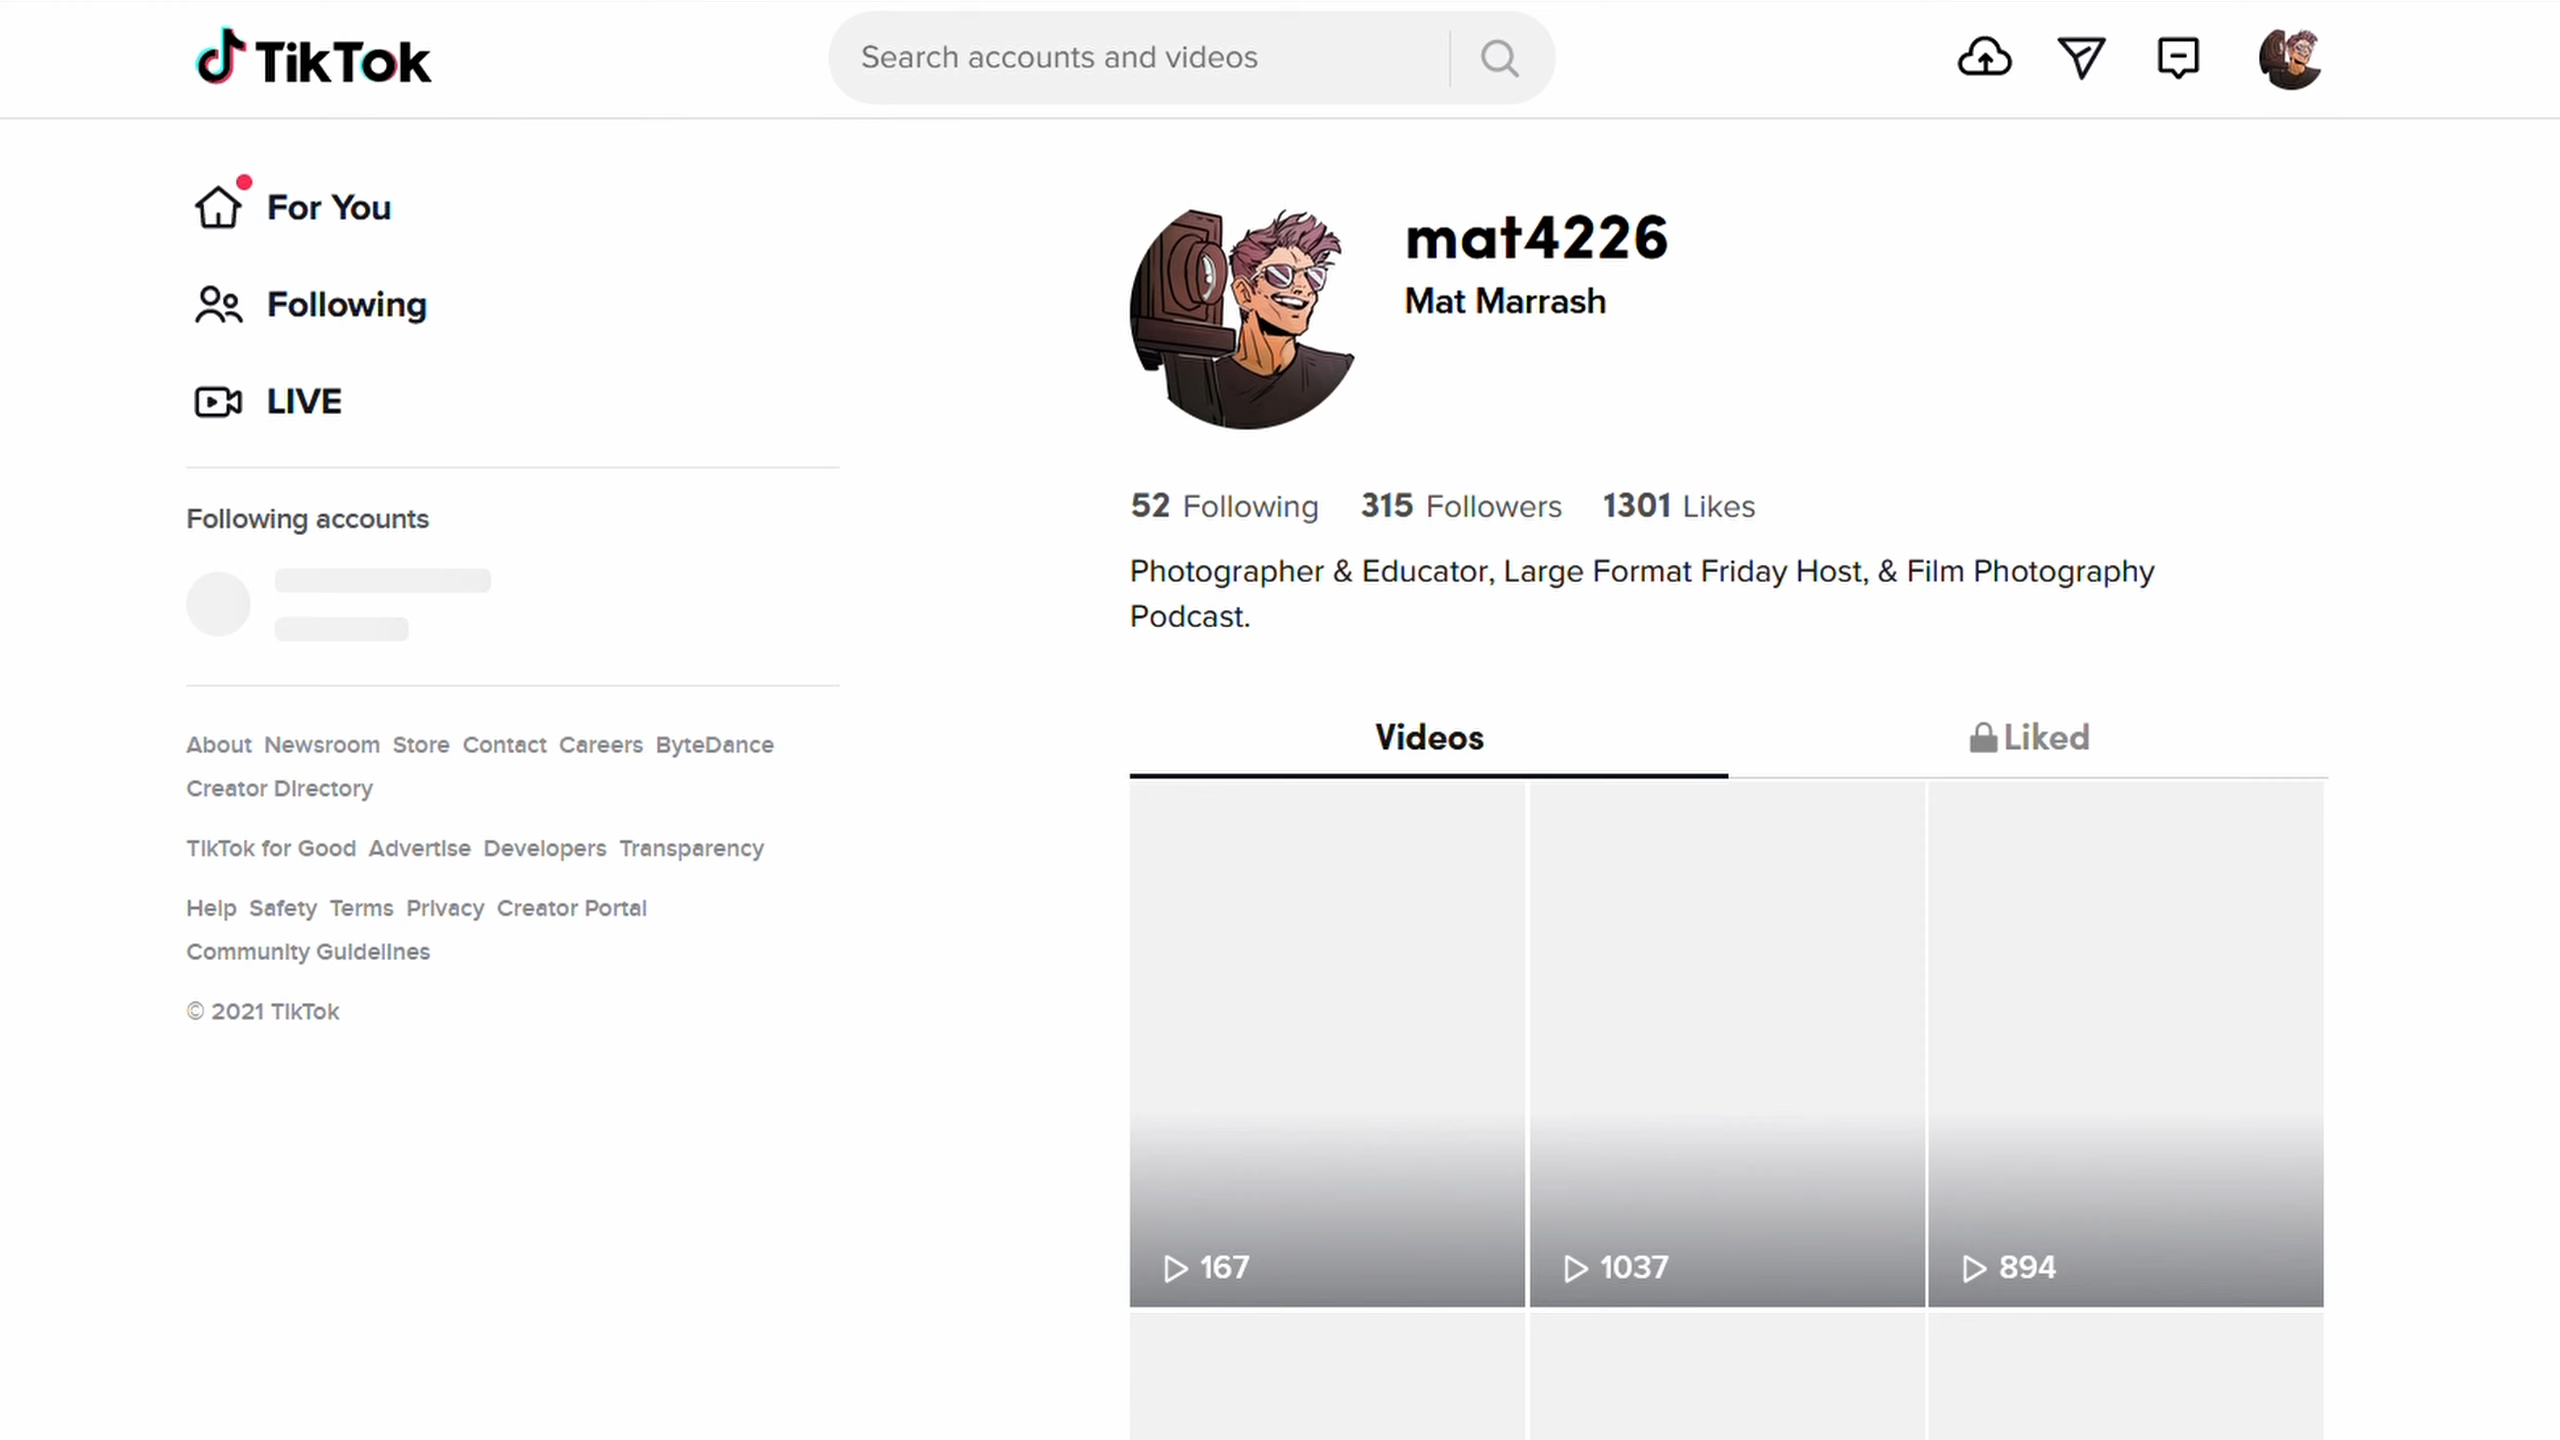 TikTok
Search accounts and videos
For You
Following
LIVE
Following accounts
About Newsroom Store Contact Careers ByteDance
Creator Directory
TikTok for Good Advertise Developers Transparency
Help Safety Terms Privacy Creator Portal
Community Guidelines
© 2021 TikTok
mat4226
Mat Marrash
52 Following 315 Followers 1301 Likes
Photographer & Educator, Large Format Friday Host, & Film Photography
Podcast.
Videos Liked
167 1037 894